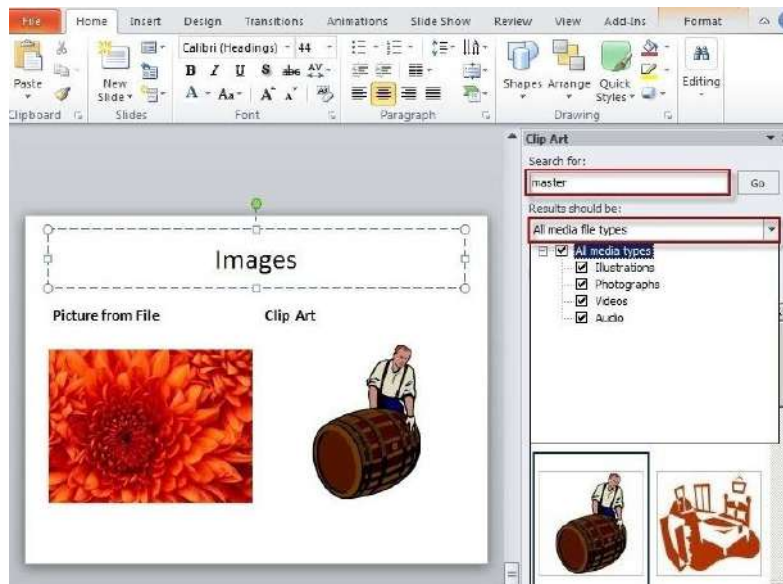 File Home Insert Design Transitions Animations Slide Show Review View Add-Ins Format
Calibri (Headings) 44
Paste
New
Slide
B I U S abc AV
A Aa A A
Shapes Arrange Quick
Styles
Editing
Clipboard Slides Font Paragraph Drawing
Clip Art
Search for:
master Go
Results should be:
All media file types
All media types
Illustrations
Photographs
Videos
Audio
Images
Picture from File Clip Art